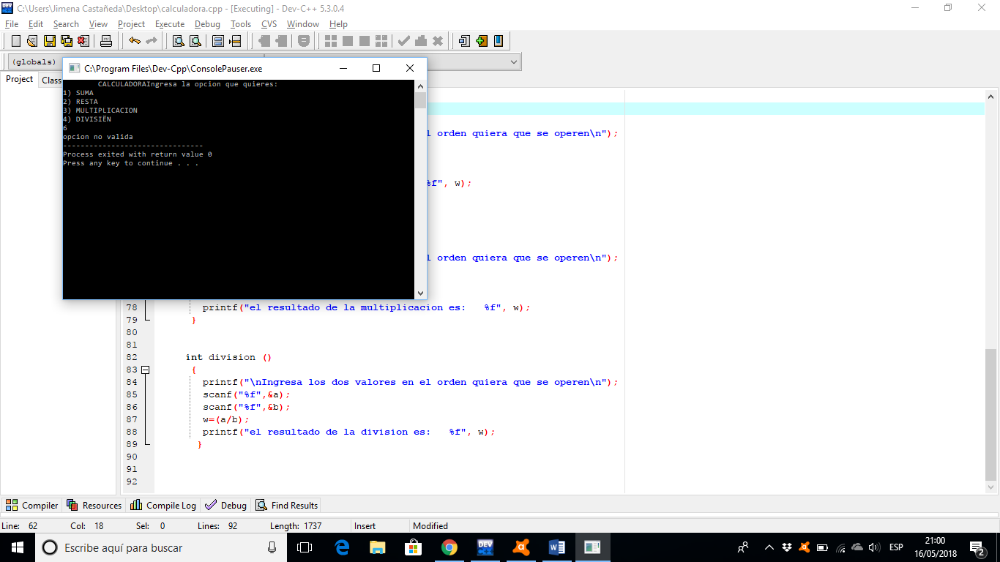 C:\Users\Jimena Castañeda\Desktop\calculadora.cpp - [Executing] - Dev-C++ 5.3.0.4
File Edit Search View Project Execute Debug Tools CVS Window Help
(globals)
Project Class
C:\Program Files\Dev-Cpp\ConsolePauser.exe
CALCULADORAIngresa la opcion que quieres:
1) SUMA
2) RESTA
3) MULTIPLICACION
4) DIVISIËN
6
opcion no valida
--------------------------------
Process exited with return value 0
Press any key to continue . . .
l orden quiera que se operen\n");
%f", w);
l orden quiera que se operen\n");
78 printf("el resultado de la multiplicacion es:   %f", w);
79 }
80
81
82 int division ()
83 {
84 printf("\nIngresa los dos valores en el orden quiera que se operen\n");
85 scanf("%f",&a);
86 scanf("%f",&b);
87 w=(a/b);
88 printf("el resultado de la division es:   %f", w);
89 }
90
91
92
Compiler Resources Compile Log Debug Find Results
Line: 62 Col: 18 Sel: 0 Lines: 92 Length: 1737 Insert Modified
Escribe aquí para buscar
DEV
ESP
21:00
16/05/2018
2